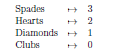 Spades ↦ 3
Hearts ↦ 2
Diamonds ↦ 1
Clubs ↦ 0